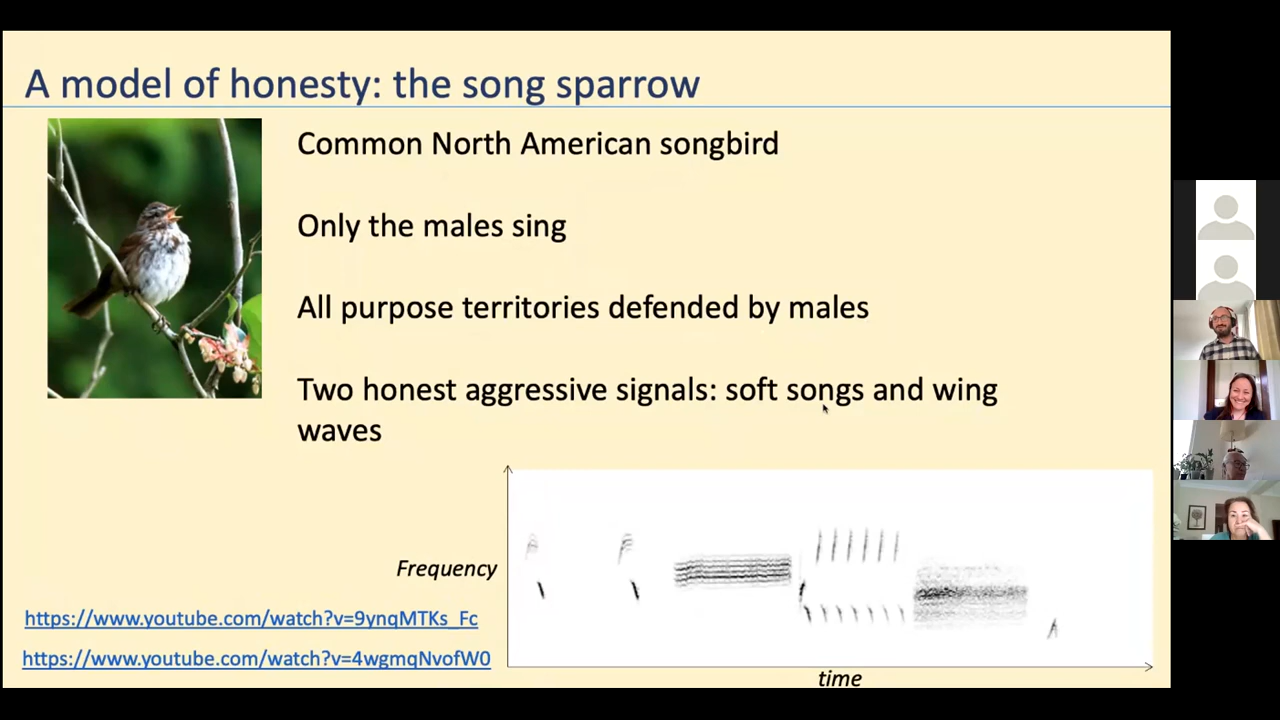 A model of honesty: the song sparrow
Common North American songbird
Only the males sing
All purpose territories defended by males
Two honest aggressive signals: soft songs and wing
waves
Frequency
https://www.youtube.com/watch?v=9ynqMTKs_Fc
https://www.youtube.com/watch?v=4wgmqNvofW0
time